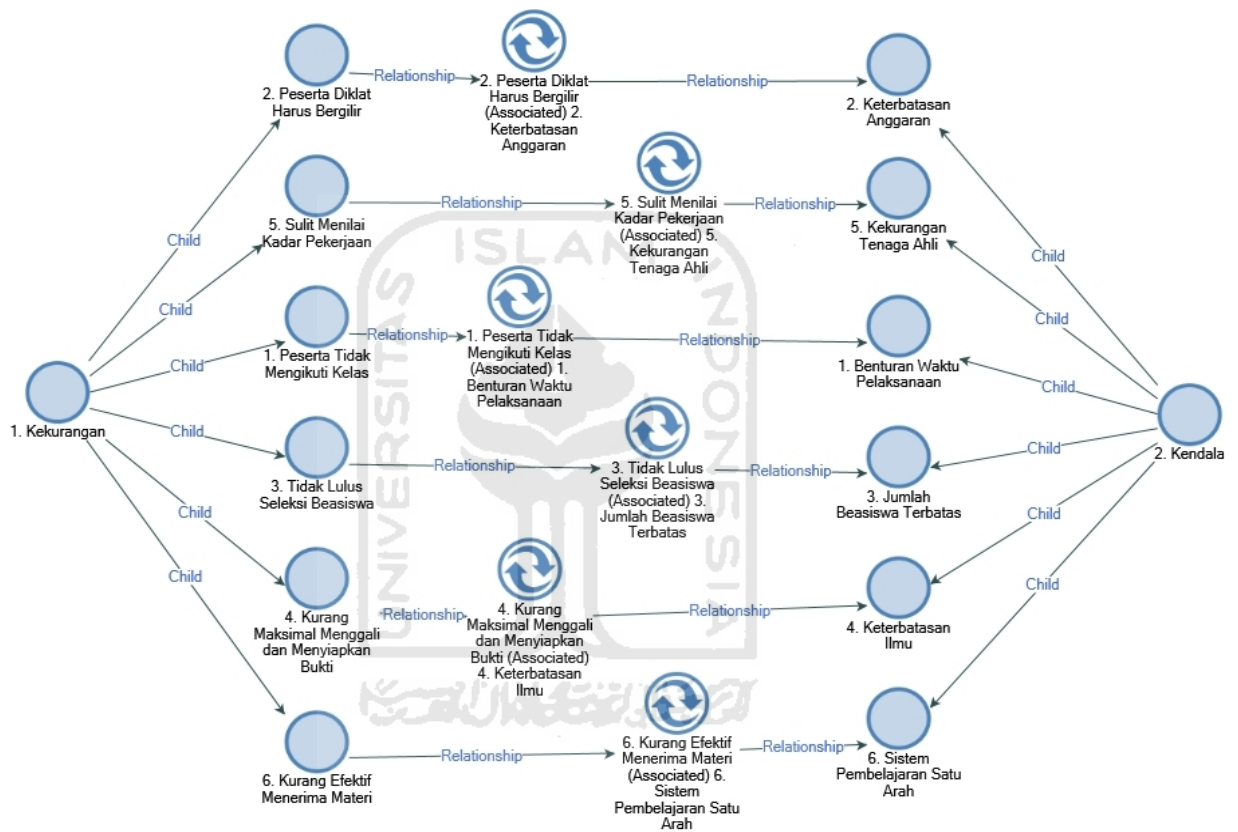 2. Peserta Diklat
Harus Bergilir
Relationship
2. Peserta Diklat
Harus Bergilir
(Associated) 2.
Keterbatasan
Anggaran
Relationship
2. Keterbatasan
Anggaran
Child
5. Sulit Menilai
Kadar Pekerjaan
Relationship
5. Sulit Menilai
Kadar Pekerjaan
(Associated) 5.
Kekurangan
Tenaga Ahli
Relationship
5. Kekurangan
Tenaga Ahli
Child
Child
1. Peserta Tidak
Mengikuti Kelas
Relationship
1. Peserta Tidak
Mengikuti Kelas
(Associated) 1.
Benturan Waktu
Pelaksanaan
Relationship
1. Benturan Waktu
Pelaksanaan
Child
Child
Child
1. Kekurangan
2. Kendala
Child
3. Tidak Lulus
Seleksi Beasiswa
Relationship
3. Tidak Lulus
Seleksi Beasiswa
(Associated) 3.
Jumlah Beasiswa
Terbatas
Relationship
3. Jumlah
Beasiswa Terbatas
Child
Child
4. Kurang
Maksimal Menggali
dan Menyiapkan
Bukti
Relationship
4. Kurang
Maksimal Menggali
dan Menyiapkan
Bukti (Associated)
4. Keterbatasan
Ilmu
Relationship
4. Keterbatasan
Ilmu
Child
Child
6. Kurang Efektif
Menerima Materi
Relationship
6. Kurang Efektif
Menerima Materi
(Associated) 6.
Sistem
Pembelajaran Satu
Arah
Relationship
6. Sistem
Pembelajaran Satu
Arah
Child
UNIVERSITAS
ISLAM
INDONESIA